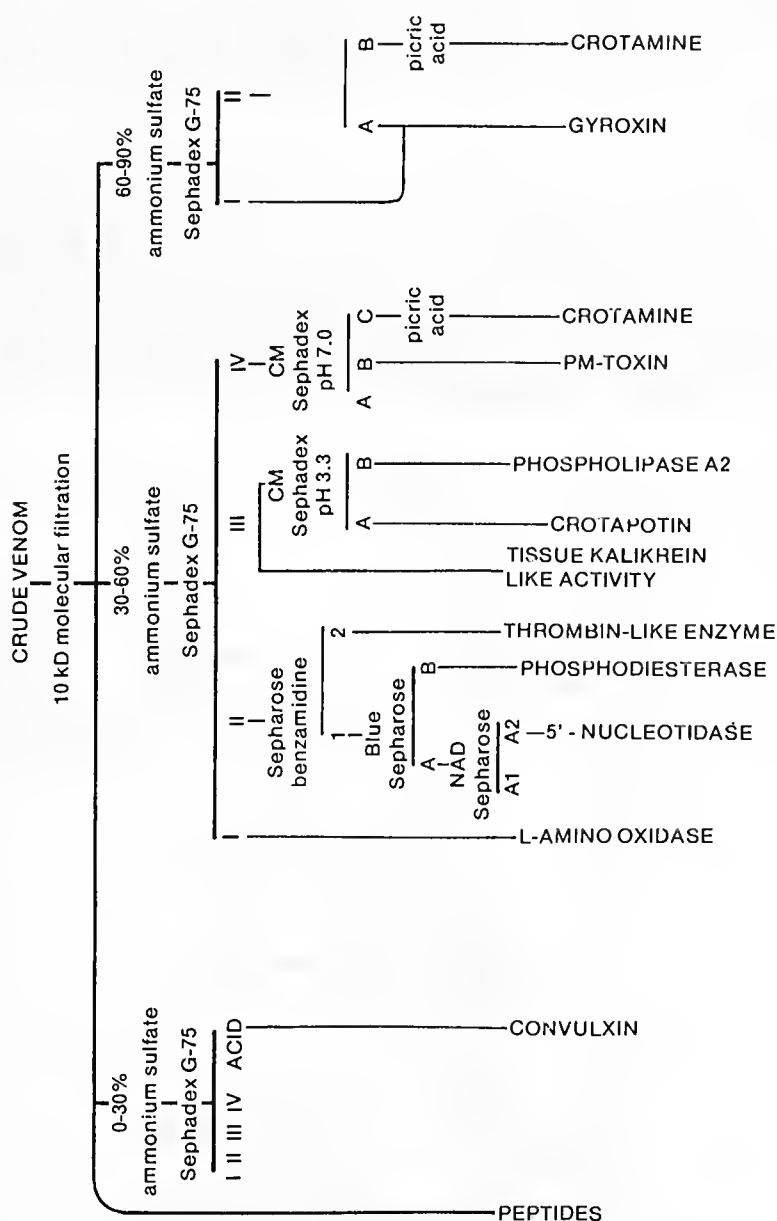 CRUDE VENOM
10 kD molecular filtration
60-90%
ammonium sulfate
Sephadex G-75
I
II
A
B
picric
acid
CROTAMINE
GYROXIN
30-60%
ammonium sulfate
Sephadex G-75
IV
CM
Sephadex
pH 7.0
A
B
C
picric
acid
CROTAMINE
PM-TOXIN
III
CM
Sephadex
pH 3.3
A
B
PHOSPHOLIPASE A2
CROTAPOTIN
TISSUE KALIKREIN
LIKE ACTIVITY
II
Sepharose
benzamidine
1
2
THROMBIN-LIKE ENZYME
Blue
Sepharose
A
B
PHOSPHODIESTERASE
NAD
Sepharose
A1
A2
5' - NUCLEOTIDASE
I
L-AMINO OXIDASE
0-30%
ammonium sulfate
Sephadex G-75
I II III IV ACID
CONVULXIN
PEPTIDES